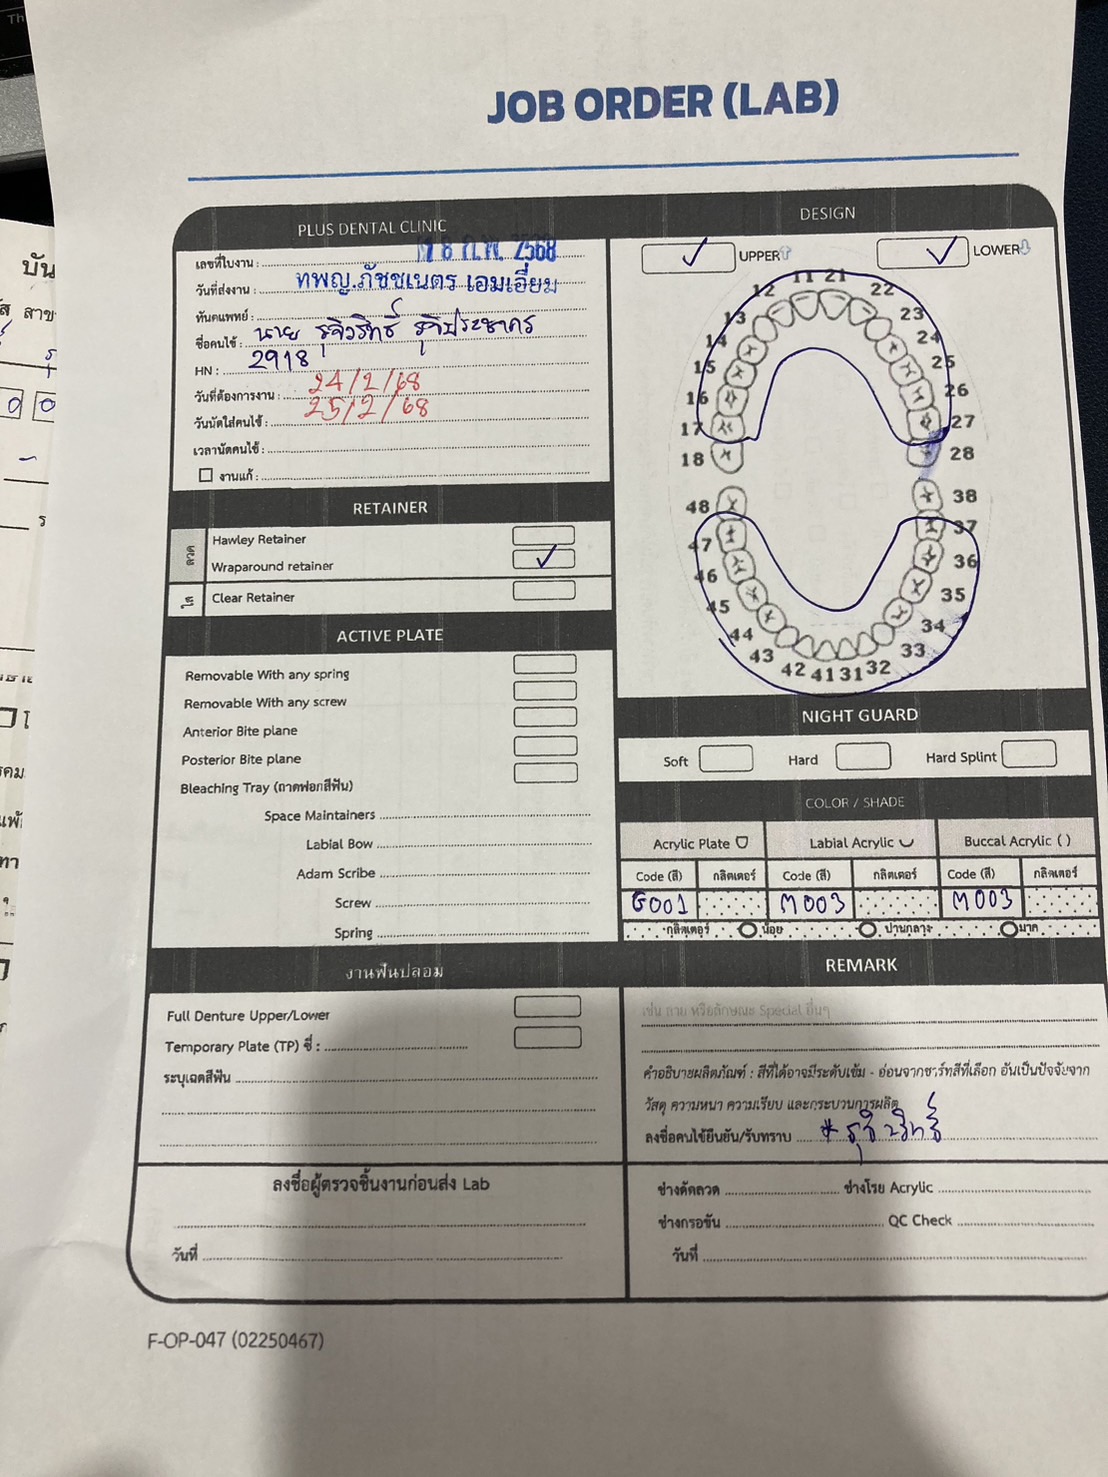 JOB ORDER (LAB)
PLUS DENTAL CLINIC
เลขที่ใบงาน :
18 ก.พ. 2568
วันที่ส่งงาน :
ทพญ.ภัชชเนตร เอมเอี่ยม
ทันตแพทย์ :
ชื่อคนไข้ : นาย รุจิวริทธิ์ รุจิประชากร
HN : 2918
วันที่ต้องการงาน : 24/2/68
วันนัดใส่คนไข้ : 25/2/68
เวลานัดคนไข้ :
งานแก้ :
RETAINER
ลวด
Hawley Retainer
Wraparound retainer ✓
ใส
Clear Retainer
ACTIVE PLATE
Removable With any spring
Removable With any screw
Anterior Bite plane
Posterior Bite plane
Bleaching Tray (ถาดฟอกสีฟัน)
Space Maintainers
Labial Bow
Adam Scribe
Screw
Spring
งานฟันปลอม
Full Denture Upper/Lower
Temporary Plate (TP) ซี่ :
ระบุเฉดสีฟัน
ลงชื่อผู้ตรวจชิ้นงานก่อนส่ง Lab
วันที่
DESIGN
✓ UPPER ✓ LOWER
11 21
12 22
13 23
14 24
15 25
16 26
17 27
18 28
48 38
47 37
46 36
45 35
44 34
43 33
42 41 31 32
NIGHT GUARD
Soft Hard Hard Splint
COLOR / SHADE
Acrylic Plate Labial Acrylic Buccal Acrylic ( )
Code (สี) กลิตเตอร์ Code (สี) กลิตเตอร์ Code (สี) กลิตเตอร์
G001 M003 M003
กลิตเตอร์ น้อย ปานกลาง มาก
REMARK
เช่น ลาย หรือลักษณะ Special อื่นๆ
คำอธิบายผลิตภัณฑ์ : สีที่ได้อาจมีระดับเข้ม - อ่อนจากชาร์ทสีที่เลือก อันเป็นปัจจัยจาก
วัสดุ ความหนา ความเรียบ และกระบวนการผลิต
ลงชื่อคนไข้ยืนยัน/รับทราบ * รุจิวริทธิ์
ช่างดัดลวด ช่างโรย Acrylic
ช่างกรอขัน QC Check
วันที่
F-OP-047 (02250467)
บัน
สาข